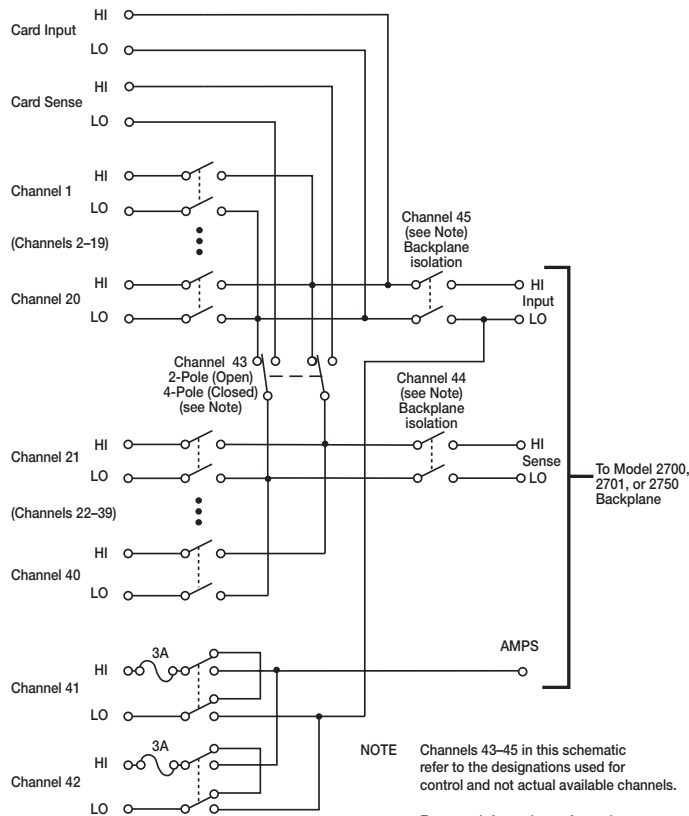 Card Input
HI
LO
Card Sense
HI
LO
Channel 1
HI
LO
(Channels 2–19)
Channel 20
HI
LO
Channel 45
(see Note)
Backplane
isolation
HI
Input
LO
Channel 43
2-Pole (Open)
4-Pole (Closed)
(see Note)
Channel 44
(see Note)
Backplane
isolation
Channel 21
HI
LO
HI
Sense
LO
To Model 2700,
2701, or 2750
Backplane
(Channels 22–39)
Channel 40
HI
LO
AMPS
Channel 41
HI
3A
LO
Channel 42
HI
3A
LO
NOTE Channels 43–45 in this schematic
refer to the designations used for
control and not actual available channels.